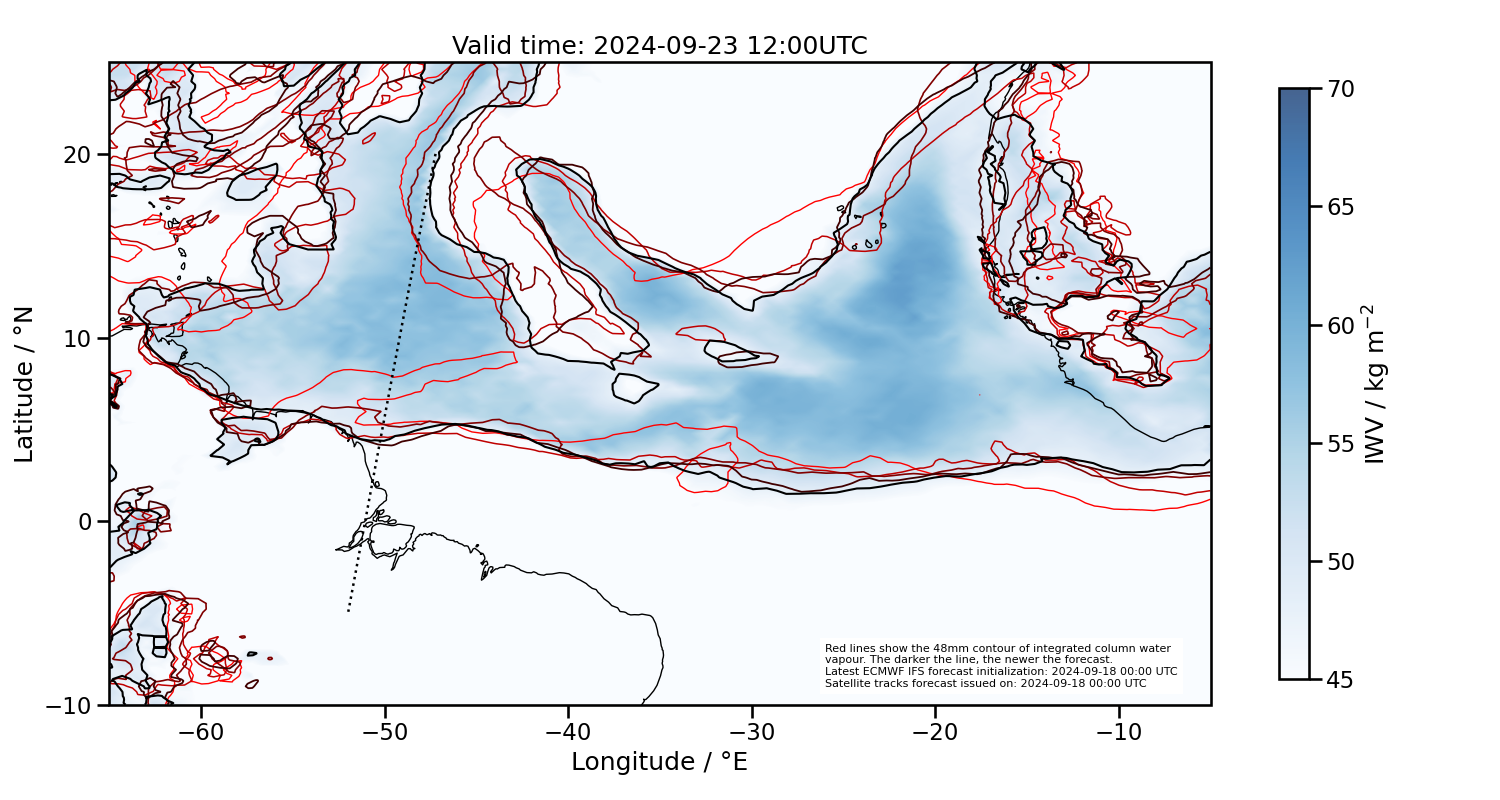 Valid time: 2024-09-23 12:00UTC
Latitude / °N
20
10
0
−10
−60
−50
−40
−30
−20
−10
Longitude / °E
Red lines show the 48mm contour of integrated column water
vapour. The darker the line, the newer the forecast.
Latest ECMWF IFS forecast initialization: 2024-09-18 00:00 UTC
Satellite tracks forecast issued on: 2024-09-18 00:00 UTC
70
65
60
55
50
45
IWV / kg m⁻²